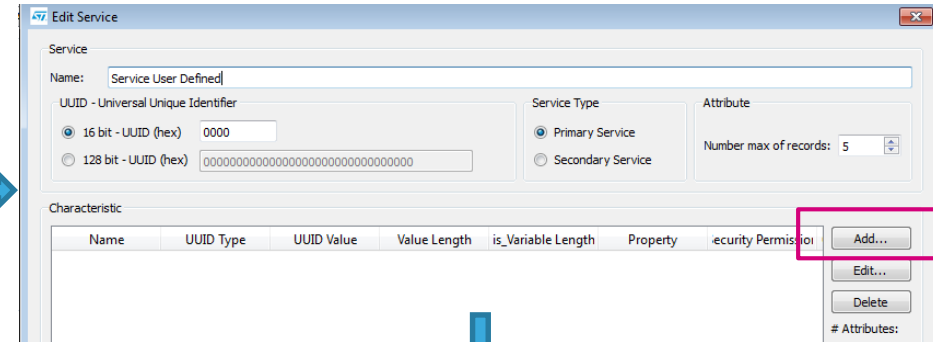 Edit Service
Service
Name: Service User Defined
UUID - Universal Unique Identifier
Service Type
Attribute
16 bit - UUID (hex) 0000
Primary Service
Number max of records: 5
128 bit - UUID (hex) 00000000000000000000000000000000
Secondary Service
Characteristic
Name UUID Type UUID Value Value Length is_Variable Length Property ecurity Permission
Add...
Edit...
Delete
# Attributes: